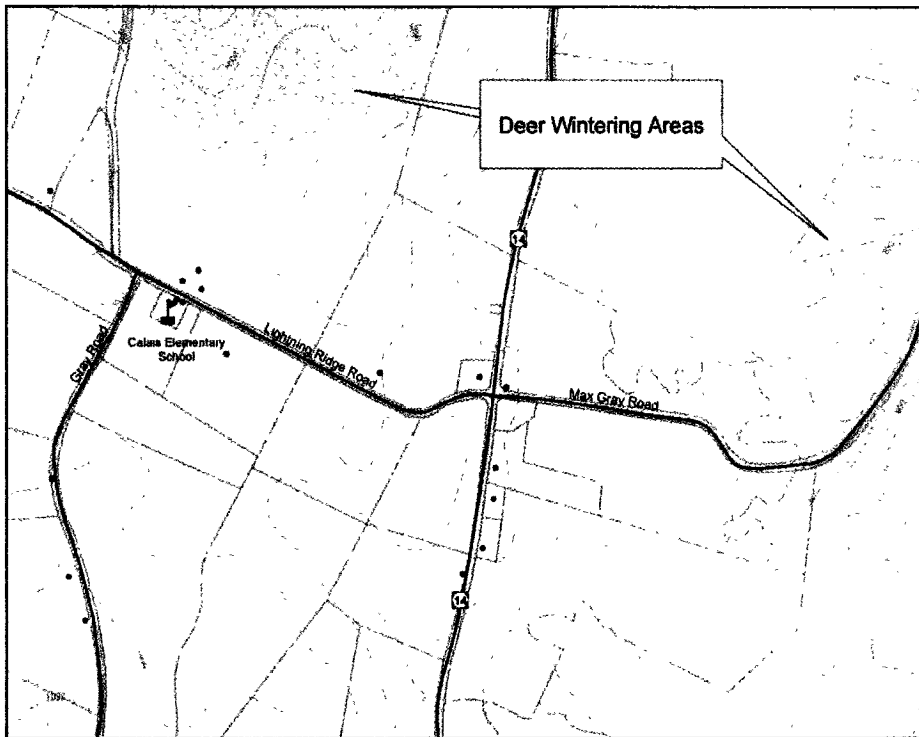 Deer Wintering Areas
14
Calais Elementary
School
Gray Road
Lightning Ridge Road
Max Gray Road
14